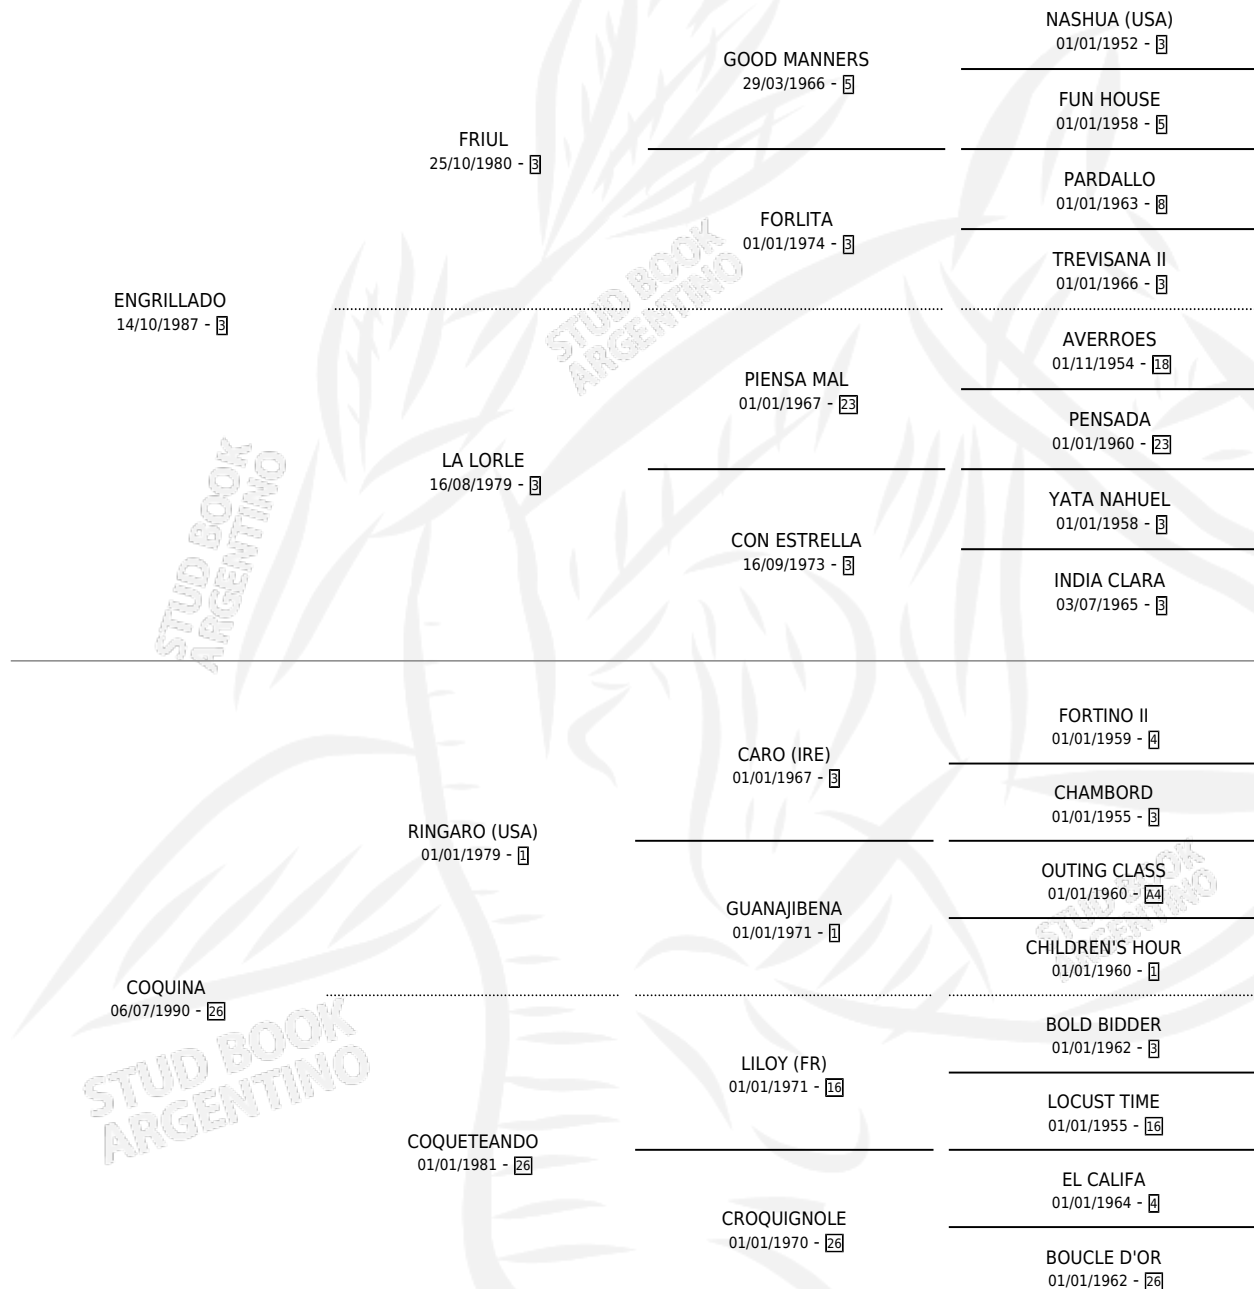 NASHUA (USA)
01/01/1952 - 3
GOOD MANNERS
29/03/1966 - 5
FUN HOUSE
01/01/1958 - 5
FRIUL
25/10/1980 - 3
PARDALLO
01/01/1963 - 8
FORLITA
01/01/1974 - 3
TREVISANA II
01/01/1966 - 3
ENGRILLADO
14/10/1987 - 3
AVERROES
01/11/1954 - 18
PIENSA MAL
01/01/1967 - 23
PENSADA
01/01/1960 - 23
LA LORLE
16/08/1979 - 3
YATA NAHUEL
01/01/1958 - 3
CON ESTRELLA
16/09/1973 - 3
INDIA CLARA
03/07/1965 - 3
FORTINO II
01/01/1959 - 4
CARO (IRE)
01/01/1967 - 3
CHAMBORD
01/01/1955 - 3
RINGARO (USA)
01/01/1979 - 1
OUTING CLASS
01/01/1960 - A4
GUANAJIBENA
01/01/1971 - 1
CHILDREN'S HOUR
01/01/1960 - 1
COQUINA
06/07/1990 - 26
BOLD BIDDER
01/01/1962 - 3
LILOY (FR)
01/01/1971 - 16
LOCUST TIME
01/01/1955 - 16
COQUETEANDO
01/01/1981 - 26
EL CALIFA
01/01/1964 - 4
CROQUIGNOLE
01/01/1970 - 26
BOUCLE D'OR
01/01/1962 - 26
STUD BOOK
ARGENTINO
STUD BOOK
ARGENTINO
STUD BOOK
ARGENTINO
STUD BOOK
ARGENTINO